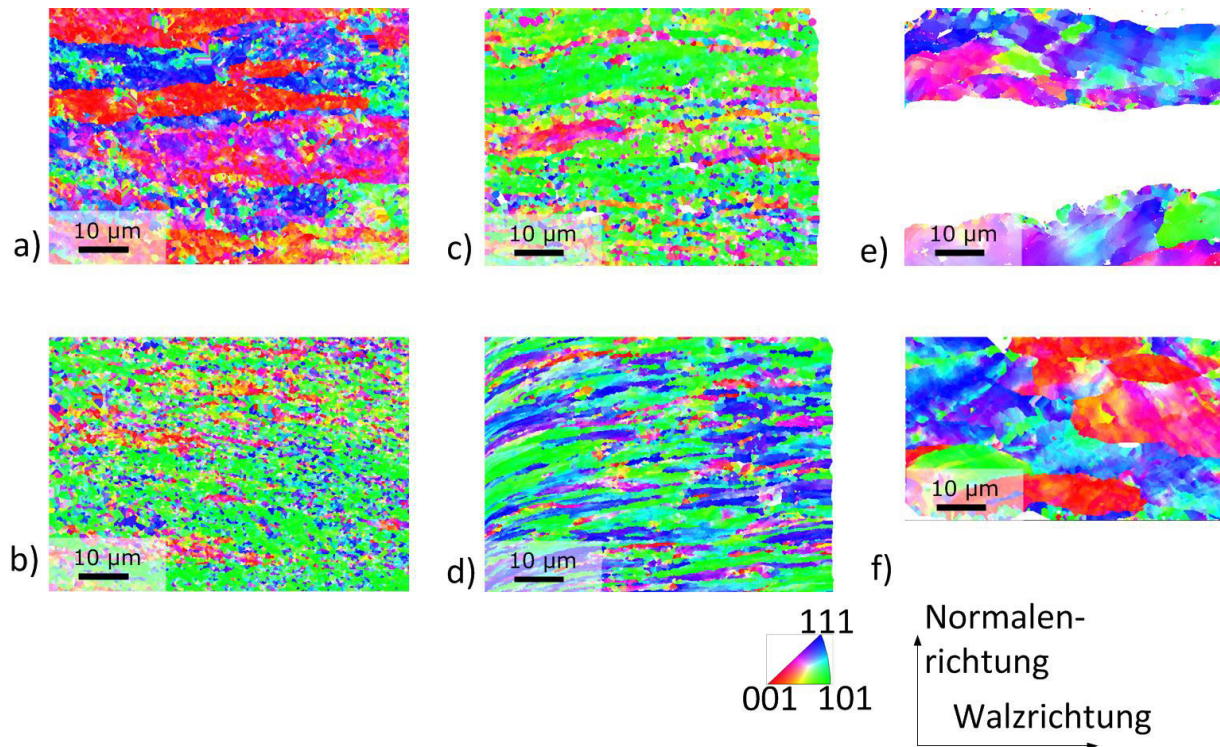 a)
10 µm
c)
10 µm
e)
10 µm
b)
10 µm
d)
10 µm
f)
10 µm
111
001
101
Normalen-
richtung
Walzrichtung